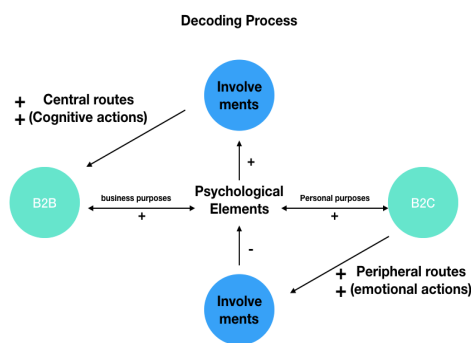 Decoding Process
Involve
ments
+ Central routes
+ (Cognitive actions)
+
B2B
business purposes
+
Psychological
Elements
Personal purposes
+
B2C
-
+ Peripheral routes
+ (emotional actions)
Involve
ments